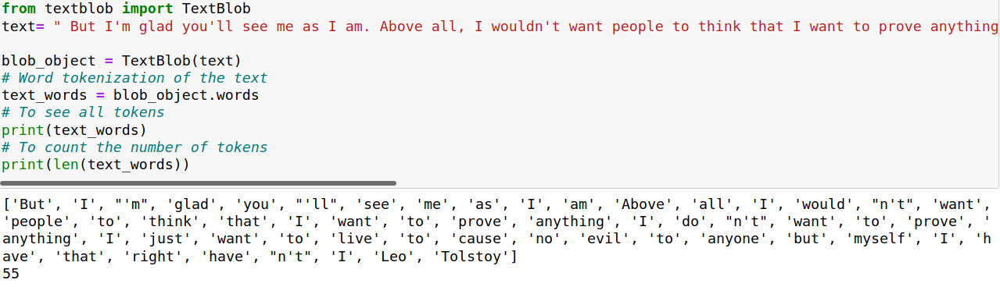 from textblob import TextBlob
text= " But I'm glad you'll see me as I am. Above all, I wouldn't want people to think that I want to prove anything
blob_object = TextBlob(text)
# Word tokenization of the text
text_words = blob_object.words
# To see all tokens
print(text_words)
# To count the number of tokens
print(len(text_words))
['But', 'I', "'m", 'glad', 'you', "'ll", 'see', 'me', 'as', 'I', 'am', 'Above', 'all', 'I', 'would', "n't", 'want',
'people', 'to', 'think', 'that', 'I', 'want', 'to', 'prove', 'anything', 'I', 'do', "n't", 'want', 'to', 'prove', '
anything', 'I', 'just', 'want', 'to', 'live', 'to', 'cause', 'no', 'evil', 'to', 'anyone', 'but', 'myself', 'I', 'h
ave', 'that', 'right', 'have', "n't", 'I', 'Leo', 'Tolstoy']
55